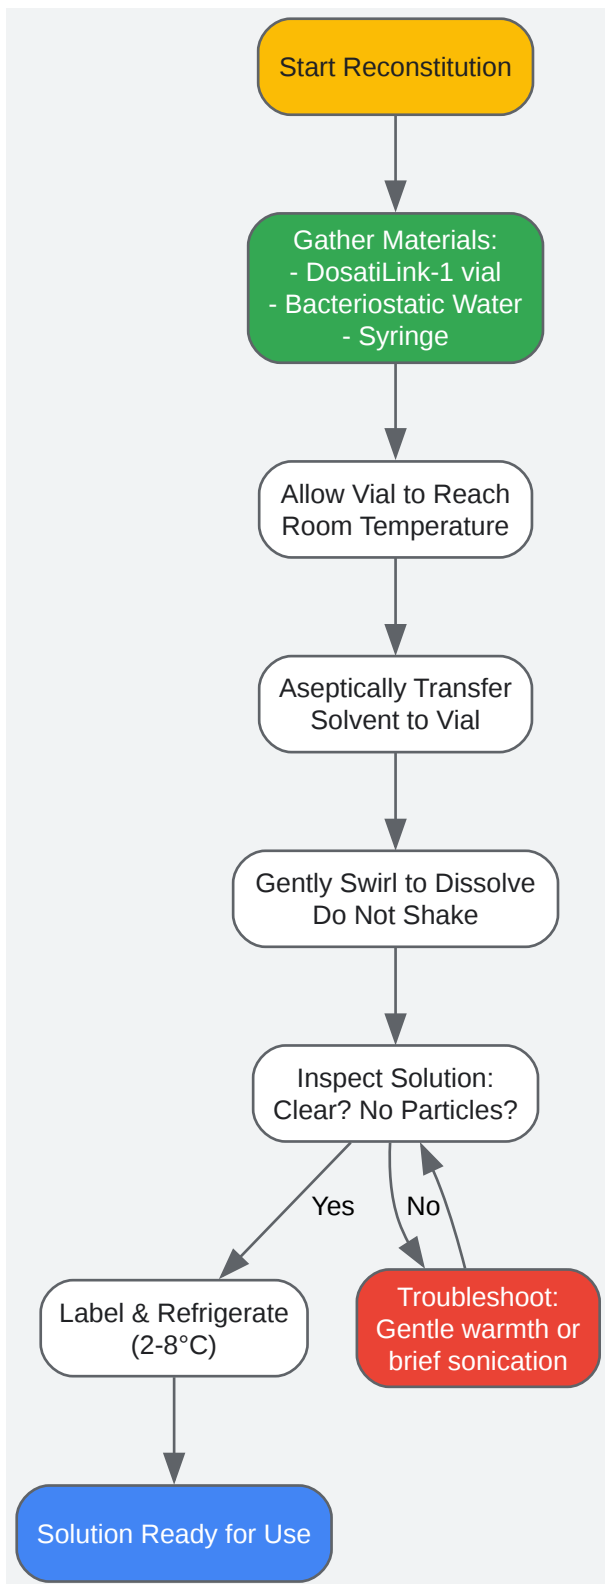 Start Reconstitution
Gather Materials:
- DosatiLink-1 vial
- Bacteriostatic Water
- Syringe
Allow Vial to Reach
Room Temperature
Aseptically Transfer
Solvent to Vial
Gently Swirl to Dissolve
Do Not Shake
Inspect Solution:
Clear? No Particles?
Yes
No
Label & Refrigerate
(2-8°C)
Troubleshoot:
Gentle warmth or
brief sonication
Solution Ready for Use